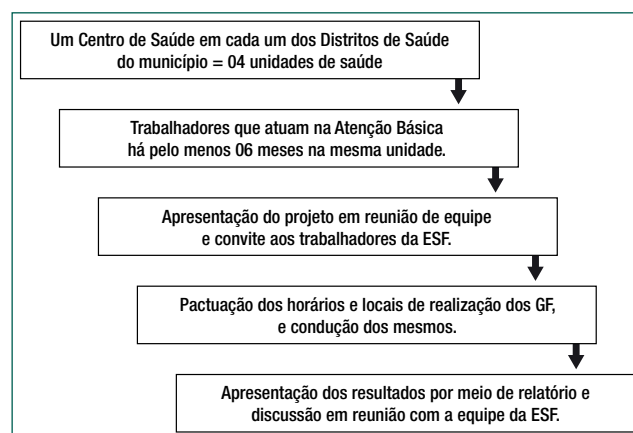 Um Centro de Saúde em cada um dos Distritos de Saúde
do município = 04 unidades de saúde
Trabalhadores que atuam na Atenção Básica
há pelo menos 06 meses na mesma unidade.
Apresentação do projeto em reunião de equipe
e convite aos trabalhadores da ESF.
Pactuação dos horários e locais de realização dos GF,
e condução dos mesmos.
Apresentação dos resultados por meio de relatório e
discussão em reunião com a equipe da ESF.